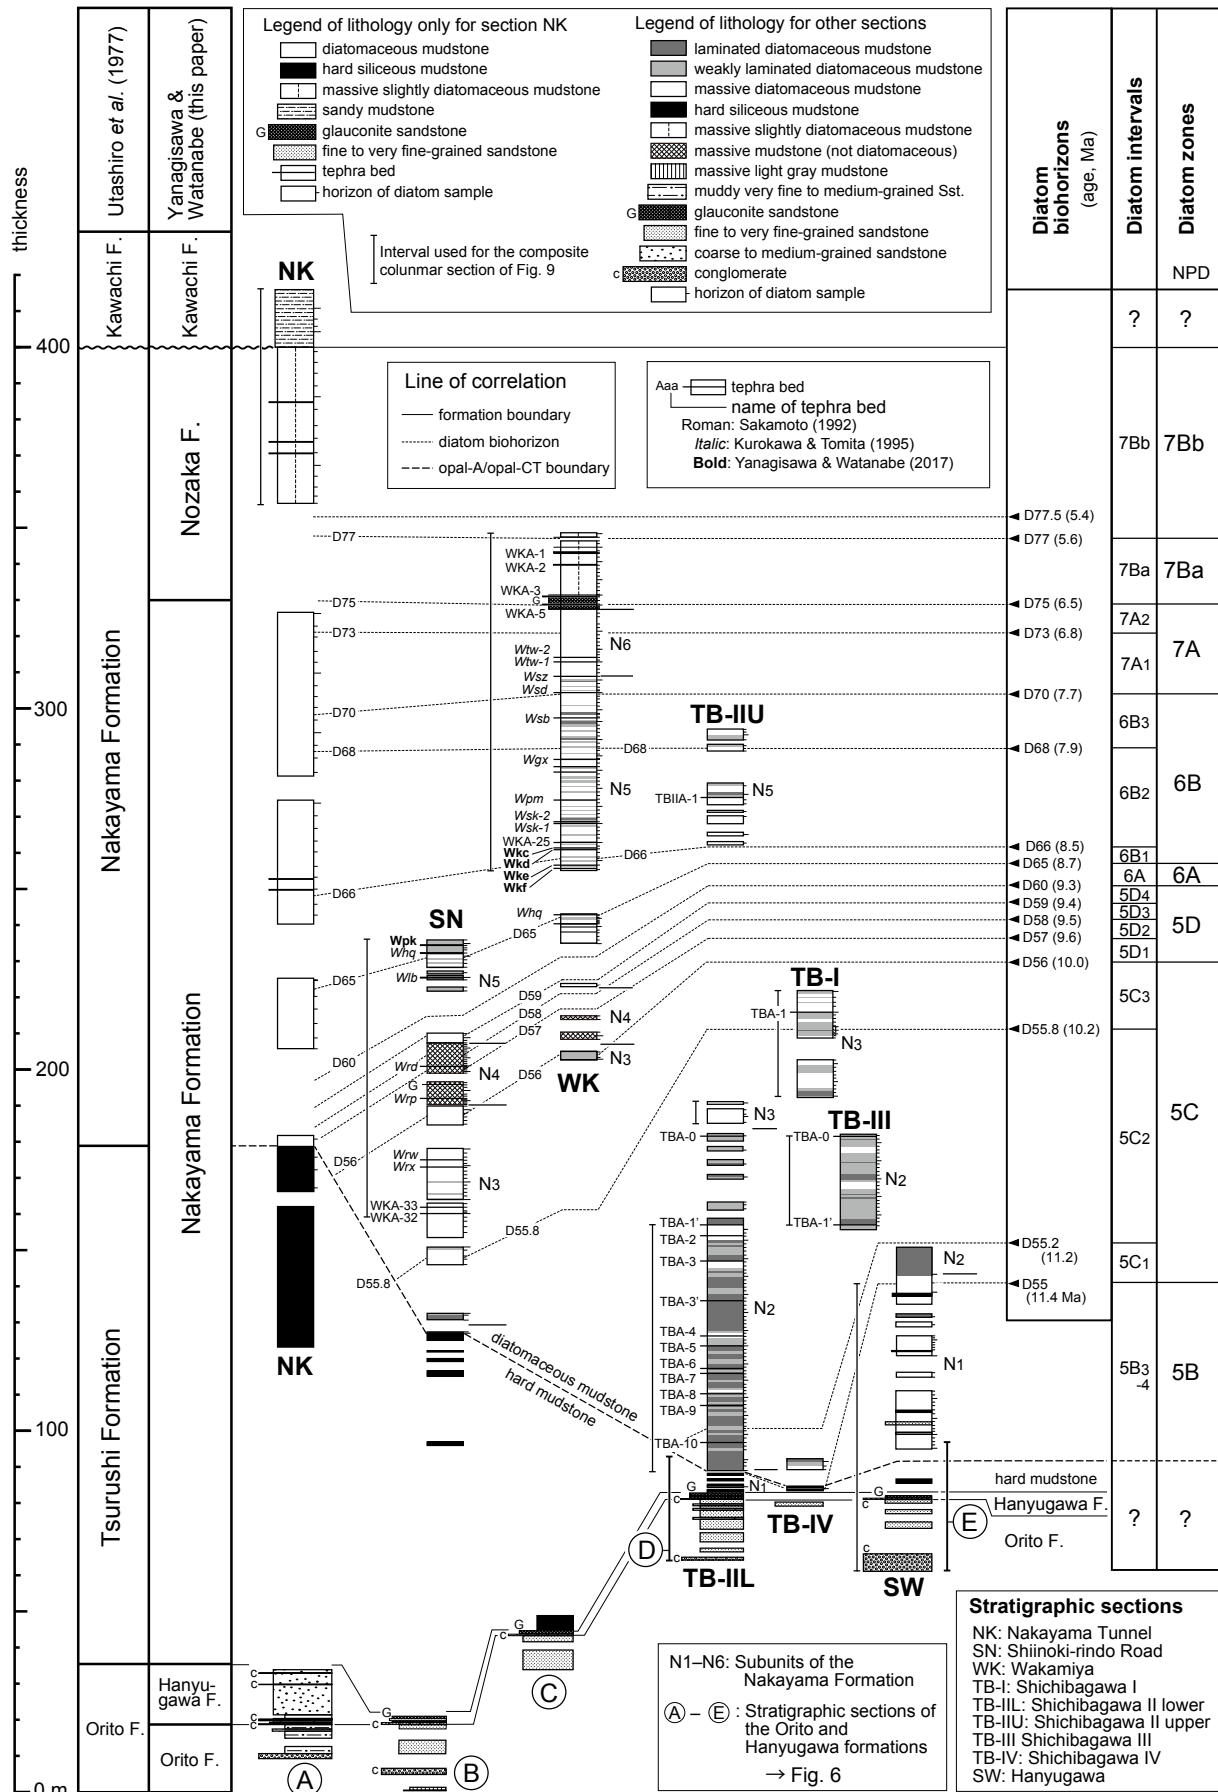 thickness
Utashiro et al. (1977)
Yanagisawa &
Watanabe (this paper)
Legend of lithology only for section NK
diatomaceous mudstone
hard siliceous mudstone
massive slightly diatomaceous mudstone
sandy mudstone
G glauconite sandstone
fine to very fine-grained sandstone
tephra bed
horizon of diatom sample
Interval used for the composite
colunmar section of Fig. 9
Legend of lithology for other sections
laminated diatomaceous mudstone
weakly laminated diatomaceous mudstone
massive diatomaceous mudstone
hard siliceous mudstone
massive slightly diatomaceous mudstone
massive mudstone (not diatomaceous)
massive light gray mudstone
muddy very fine to medium-grained Sst.
G glauconite sandstone
fine to very fine-grained sandstone
coarse to medium-grained sandstone
c conglomerate
horizon of diatom sample
Diatom
biohorizons
(age, Ma)
Diatom intervals
Diatom zones
NPD
Kawachi F.
Kawachi F.
Nozaka F.
Nakayama Formation
Nakayama Formation
Tsurushi Formation
Hanyu-
gawa F.
Orito F.
Orito F.
400
300
200
100
0 m
Line of correlation
formation boundary
diatom biohorizon
opal-A/opal-CT boundary
Aaa tephra bed
name of tephra bed
Roman: Sakamoto (1992)
Italic: Kurokawa & Tomita (1995)
Bold: Yanagisawa & Watanabe (2017)
NK
D77
D75
D73
D70
D68
D66
D65
D60
D56
D55.8
NK
SN
Wpk
Whq
Wlb
N5
D59
D58
D57
Wrd
N4
G
Wrp
D56
Wrw
Wrx
N3
WKA-33
WKA-32
D55.8
WKA-1
WKA-2
WKA-3
G
WKA-5
N6
Wtw-2
Wtw-1
Wsz
Wsd
Wsb
Wgx
N5
Wpm
Wsk-2
Wsk-1
WKA-25
Wkc
Wkd
Wke
Wkf
D68
D66
Whq
D65
N4
N3
WK
TB-IIU
TBIIA-1
N5
TB-I
TBA-1
N3
TB-III
TBA-0
N2
TBA-1'
N3
TBA-0
TBA-1'
TBA-2
TBA-3
TBA-3'
N2
TBA-4
TBA-5
TBA-6
TBA-7
TBA-8
TBA-9
TBA-10
G
N1
c
c
D
TB-IIL
TB-IV
N2
N1
G
c
c
E
SW
diatomaceous mudstone
hard mudstone
hard mudstone
Hanyugawa F.
Orito F.
D77.5 (5.4)
D77 (5.6)
D75 (6.5)
D73 (6.8)
D70 (7.7)
D68 (7.9)
D66 (8.5)
D65 (8.7)
D60 (9.3)
D59 (9.4)
D58 (9.5)
D57 (9.6)
D56 (10.0)
D55.8 (10.2)
D55.2
(11.2)
D55
(11.4 Ma)
?
7Bb
7Ba
7A2
7A1
6B3
6B2
6B1
6A
5D4
5D3
5D2
5D1
5C3
5C2
5C1
5B3
-4
?
?
7Bb
7Ba
7A
6B
6A
5D
5C
5B
?
c
c
c
c
c
A
G
c
c
B
G
c
C
N1–N6: Subunits of the
Nakayama Formation
A – E : Stratigraphic sections of
the Orito and
Hanyugawa formations
→ Fig. 6
Stratigraphic sections
NK: Nakayama Tunnel
SN: Shiinoki-rindo Road
WK: Wakamiya
TB-I: Shichibagawa I
TB-IIL: Shichibagawa II lower
TB-IIU: Shichibagawa II upper
TB-III Shichibagawa III
TB-IV: Shichibagawa IV
SW: Hanyugawa